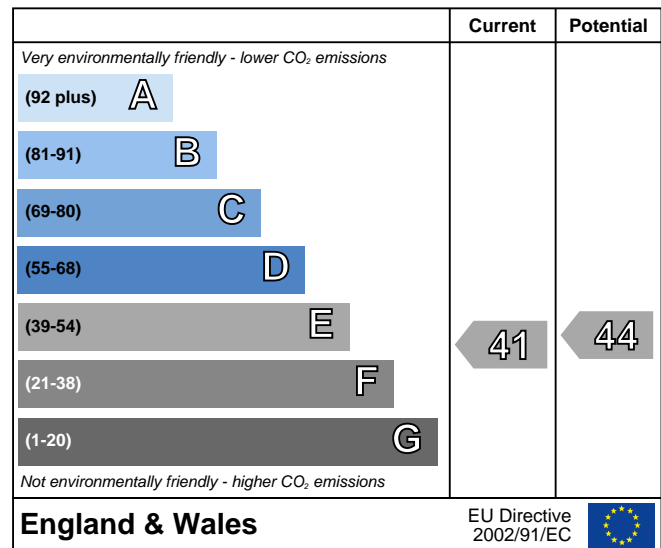 Current Potential
Very environmentally friendly - lower CO₂ emissions
(92 plus) A
(81-91) B
(69-80) C
(55-68) D
(39-54) E
41 44
(21-38) F
(1-20) G
Not environmentally friendly - higher CO₂ emissions
England & Wales
EU Directive
2002/91/EC